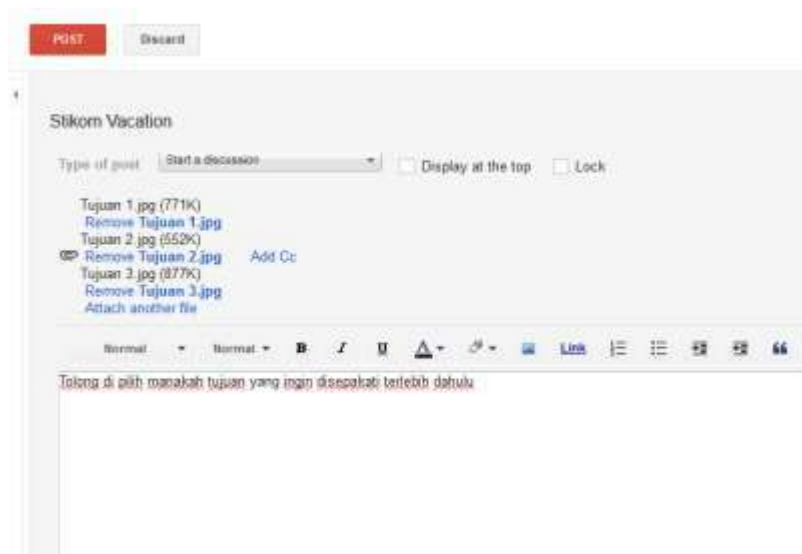 POST Discard
Stikom Vacation
Type of post Start a discussion Display at the top Lock
Tujuan 1.jpg (771K)
Remove Tujuan 1.jpg
Tujuan 2.jpg (552K)
Remove Tujuan 2.jpg Add Cc
Tujuan 3.jpg (877K)
Remove Tujuan 3.jpg
Attach another file
Normal Normal B I U A Link
Tolong di pilih manakah tujuan yang ingin disepakati terlebih dahulu